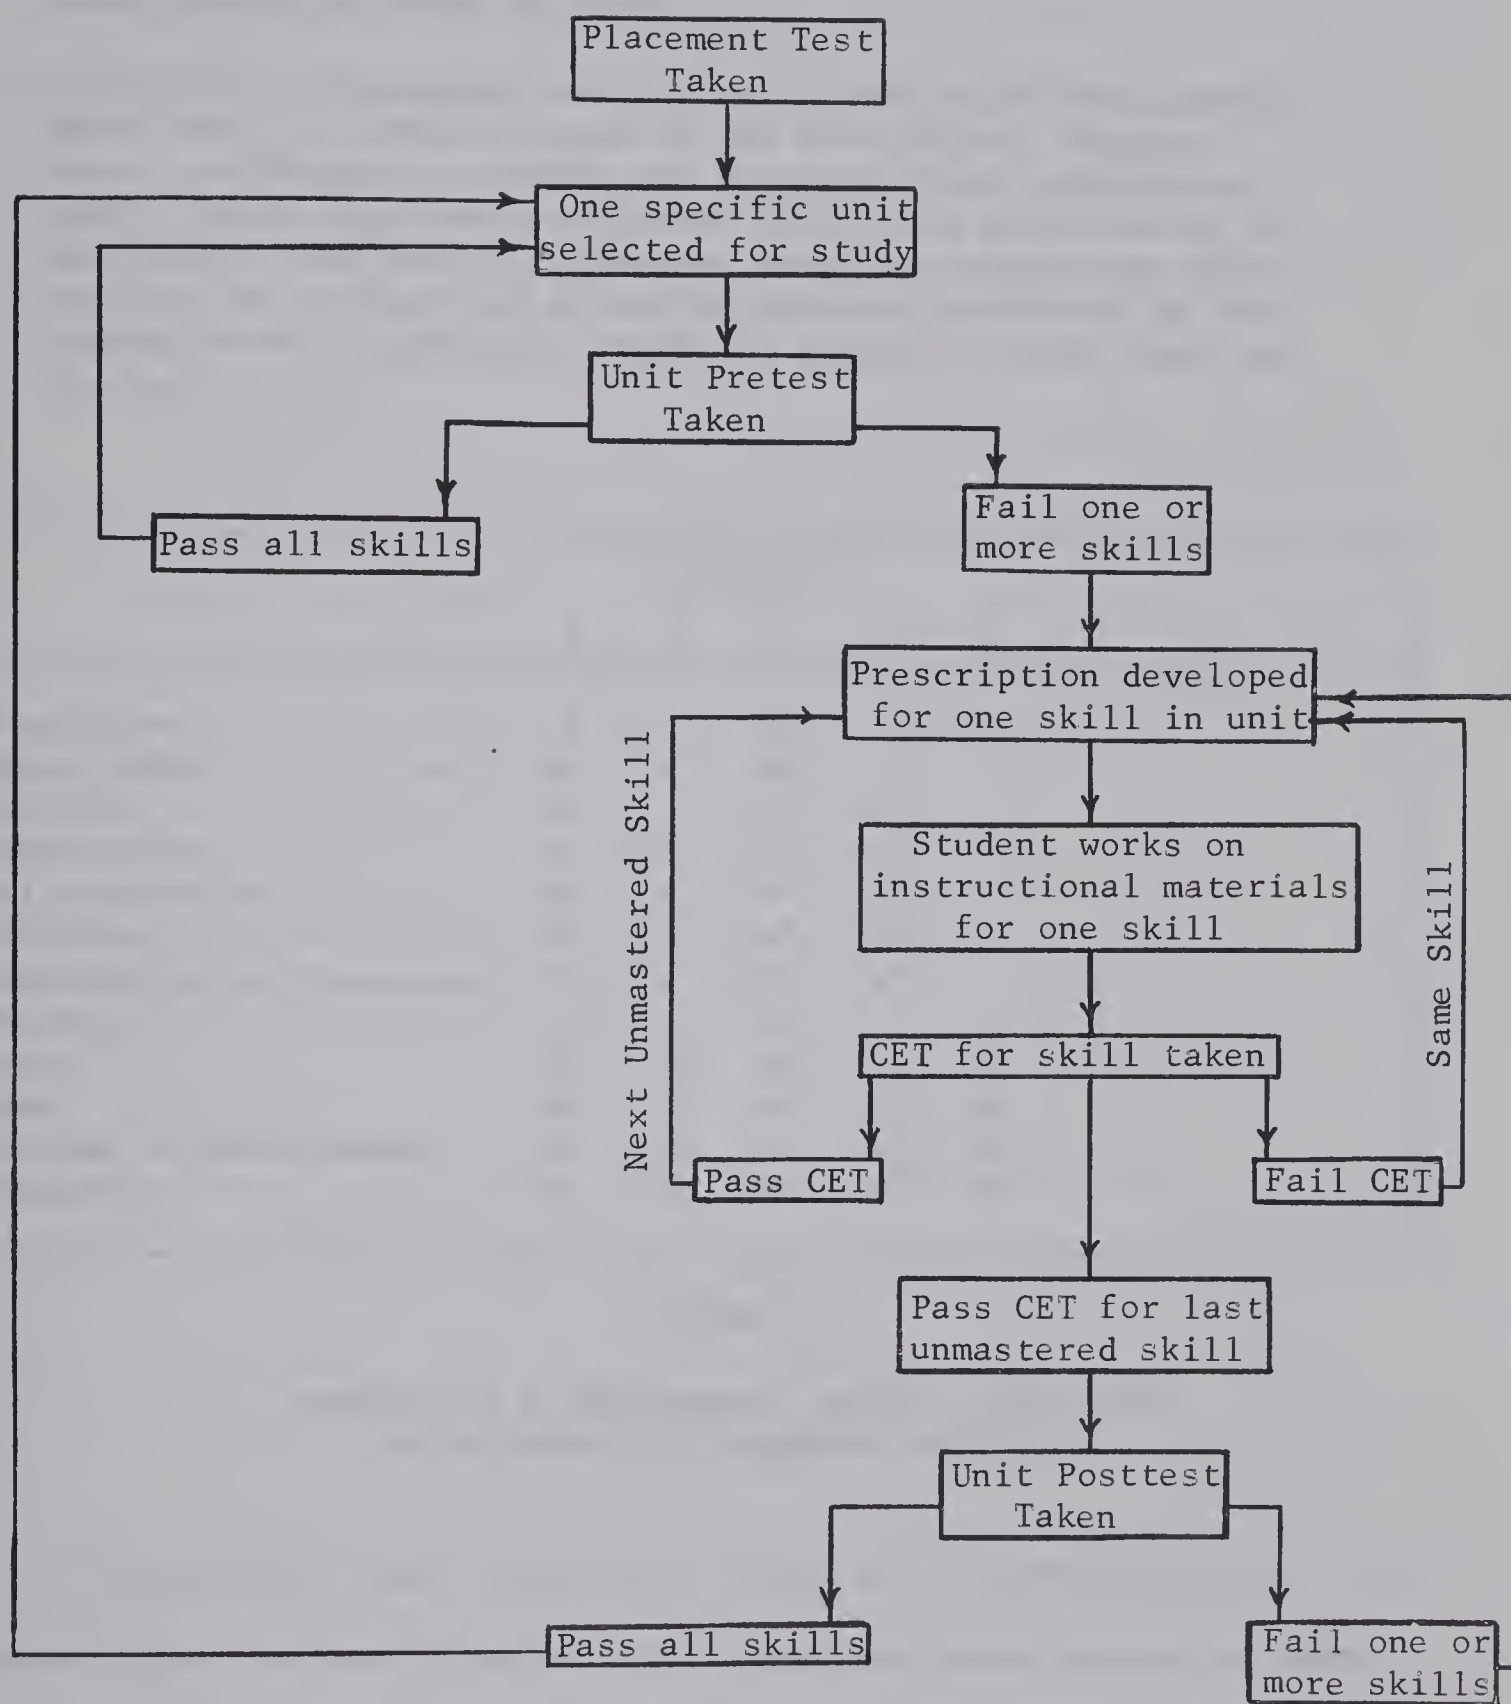 Placement Test
Taken
One specific unit
selected for study
Unit Pretest
Taken
Pass all skills
Fail one or
more skills
Prescription developed
for one skill in unit
Next Unmastered Skill
Student works on
instructional materials
for one skill
Same Skill
CET for skill taken
Pass CET
Fail CET
Pass CET for last
unmastered skill
Unit Posttest
Taken
Pass all skills
Fail one or
more skills